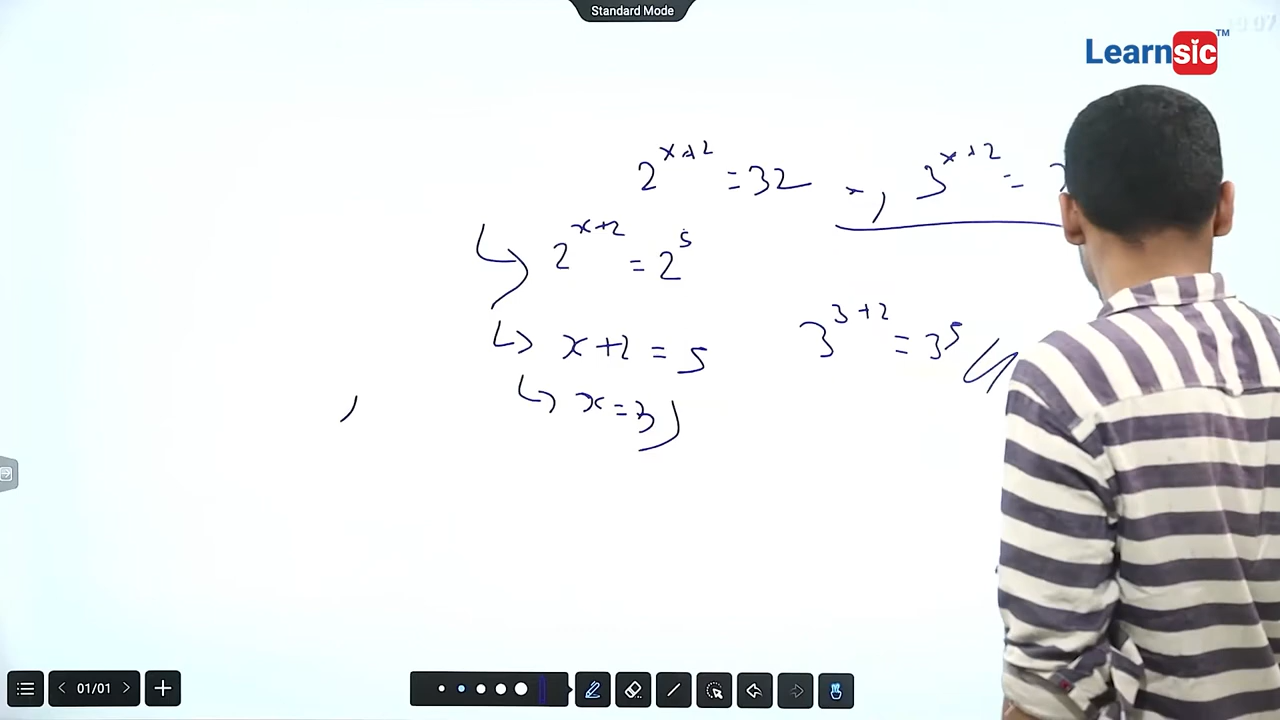 Standard Mode
Learnsic™
2^{x+2} = 32 , 3^{x+2} =
2^{x+2} = 2^5
x+2 = 5
x = 3
3^{3+2} = 3^5
01/01